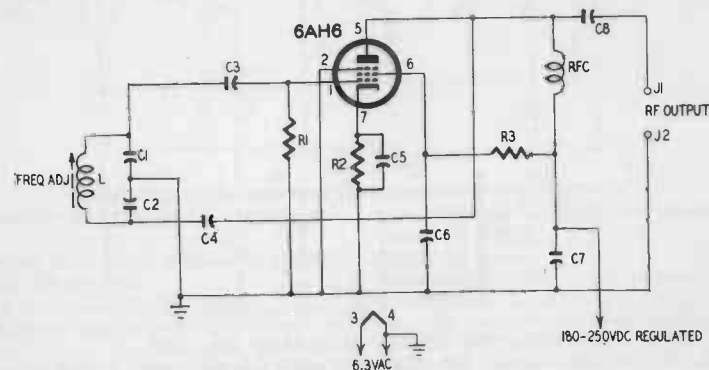 6AH6
5
2
6
1
7
C3
C8
RFC
J1
RF OUTPUT
J2
R1
R3
R2
C5
C1
FREQ ADJ
L
C2
C4
C6
C7
3
4
6.3VAC
180-250VDC REGULATED